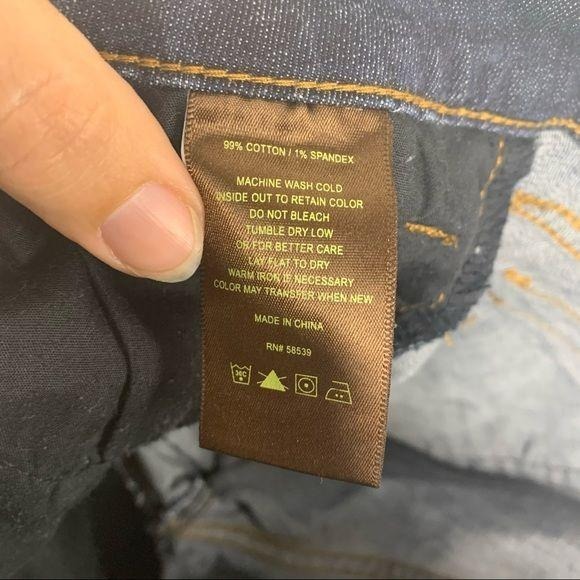 99% COTTON / 1% SPANDEX
MACHINE WASH COLD
INSIDE OUT TO RETAIN COLOR
DO NOT BLEACH
TUMBLE DRY LOW
OR FOR BETTER CARE
LAY FLAT TO DRY
WARM IRON IS NECESSARY
COLOR MAY TRANSFER WHEN NEW
MADE IN CHINA
RN# 58539
30C